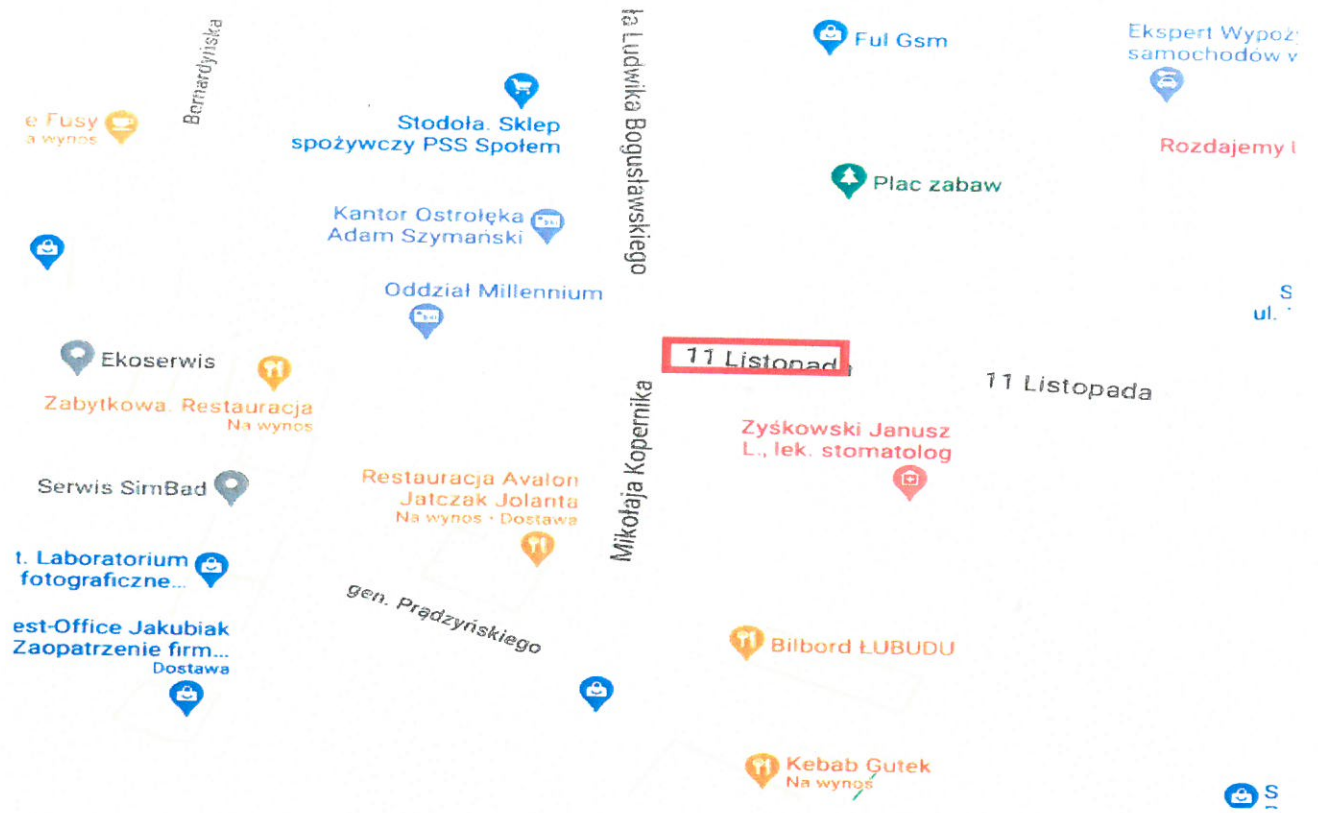 Bernardyńska
ła Ludwika Bogusławskiego
Ful Gsm
Ekspert Wypoż
samochodów w
e Fusy
a wynos
Stodoła. Sklep
spożywczy PSS Społem
Rozdajemy
Plac zabaw
Kantor Ostrołęka
Adam Szymański
Oddział Millennium
S
ul.
Ekoserwis
11 Listopada
11 Listopada
Zabytkowa. Restauracja
Na wynos
Mikołaja Kopernika
Zyśkowski Janusz
L., lek. stomatolog
Serwis SimBad
Restauracja Avalon
Jatczak Jolanta
Na wynos · Dostawa
t. Laboratorium
fotograficzne...
gen. Prądzyńskiego
est-Office Jakubiak
Zaopatrzenie firm...
Dostawa
Bilbord ŁUBUDU
Kebab Gutek
Na wynos
S